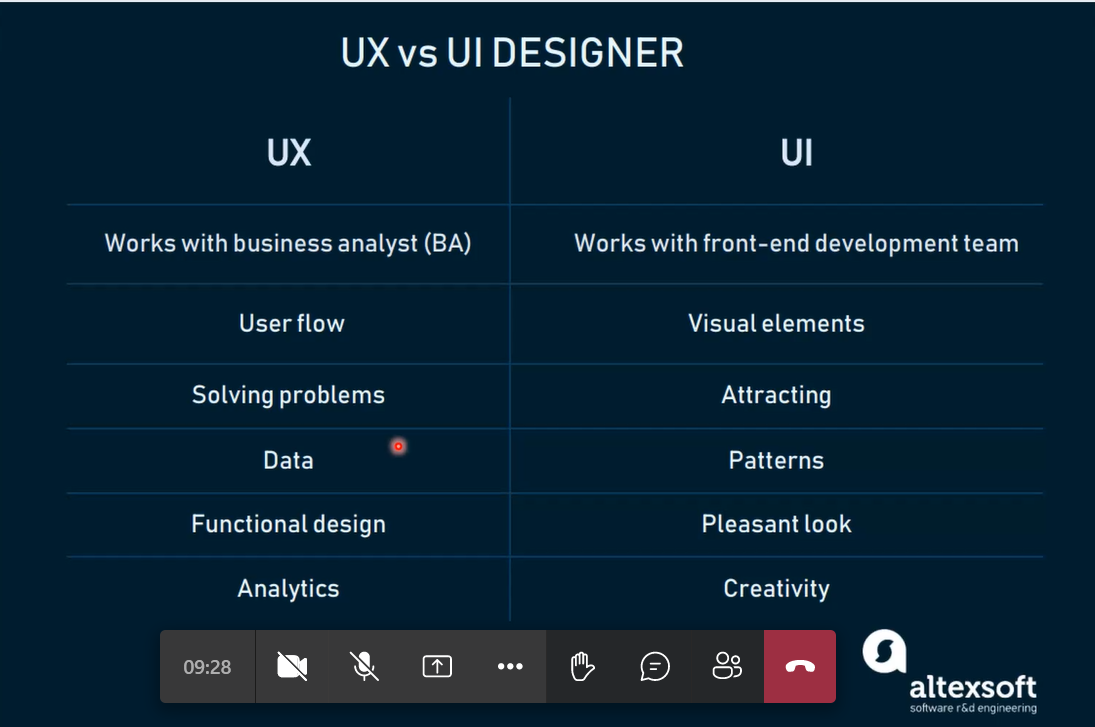 UX vs UI DESIGNER
UX
UI
Works with business analyst (BA)
Works with front-end development team
User flow
Visual elements
Solving problems
Attracting
Data
Patterns
Functional design
Pleasant look
Analytics
Creativity
09:28
altexsoft
software r&d engineering